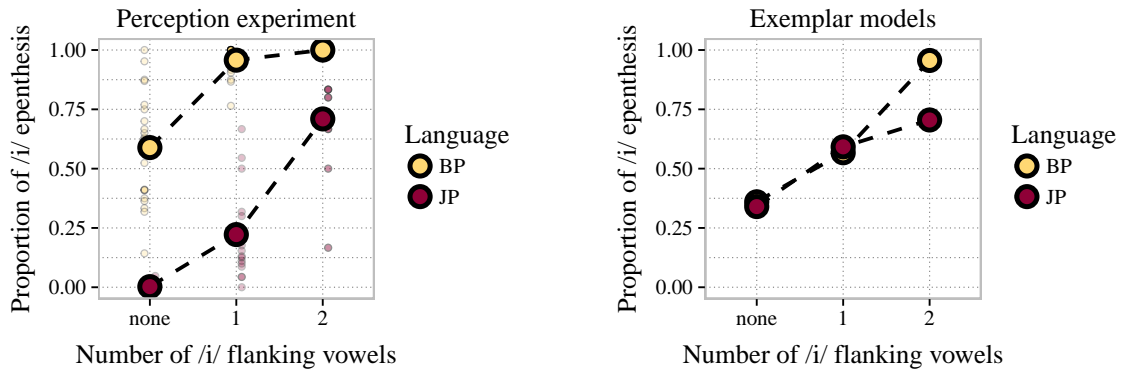 Perception experiment
Proportion of /i/ epenthesis
1.00
0.75
0.50
0.25
0.00
none 1 2
Number of /i/ flanking vowels
Language
BP
JP
Exemplar models
Proportion of /i/ epenthesis
1.00
0.75
0.50
0.25
0.00
none 1 2
Number of /i/ flanking vowels
Language
BP
JP